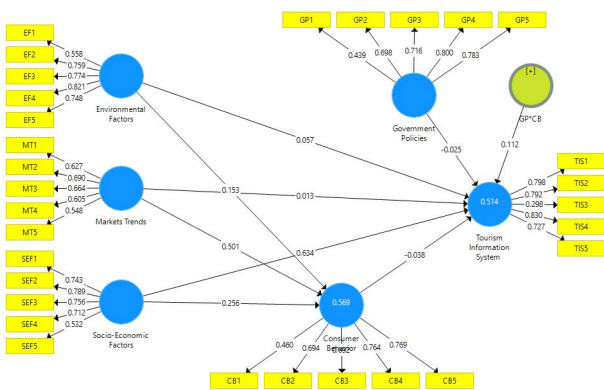 GP1
GP2
GP3
GP4
GP5
0.439
0.698
0.716
0.800
0.783
Government
Policies
[+]
GP*CB
EF1
EF2
EF3
EF4
EF5
0.558
0.759
0.774
0.821
0.748
Environmental
Factors
MT1
MT2
MT3
MT4
MT5
0.627
0.690
0.664
0.605
0.548
Markets Trends
SEF1
SEF2
SEF3
SEF4
SEF5
0.743
0.789
0.756
0.712
0.532
Socio-Economic
Factors
0.057
0.153
0.013
0.501
0.634
0.256
-0.025
0.112
-0.038
0.514
Tourism
Information
System
TIS1
TIS2
TIS3
TIS4
TIS5
0.798
0.792
0.298
0.830
0.727
0.569
Consumer
Behavior
0.460
0.694
0.764
0.769
CB1
CB2
CB3
CB4
CB5